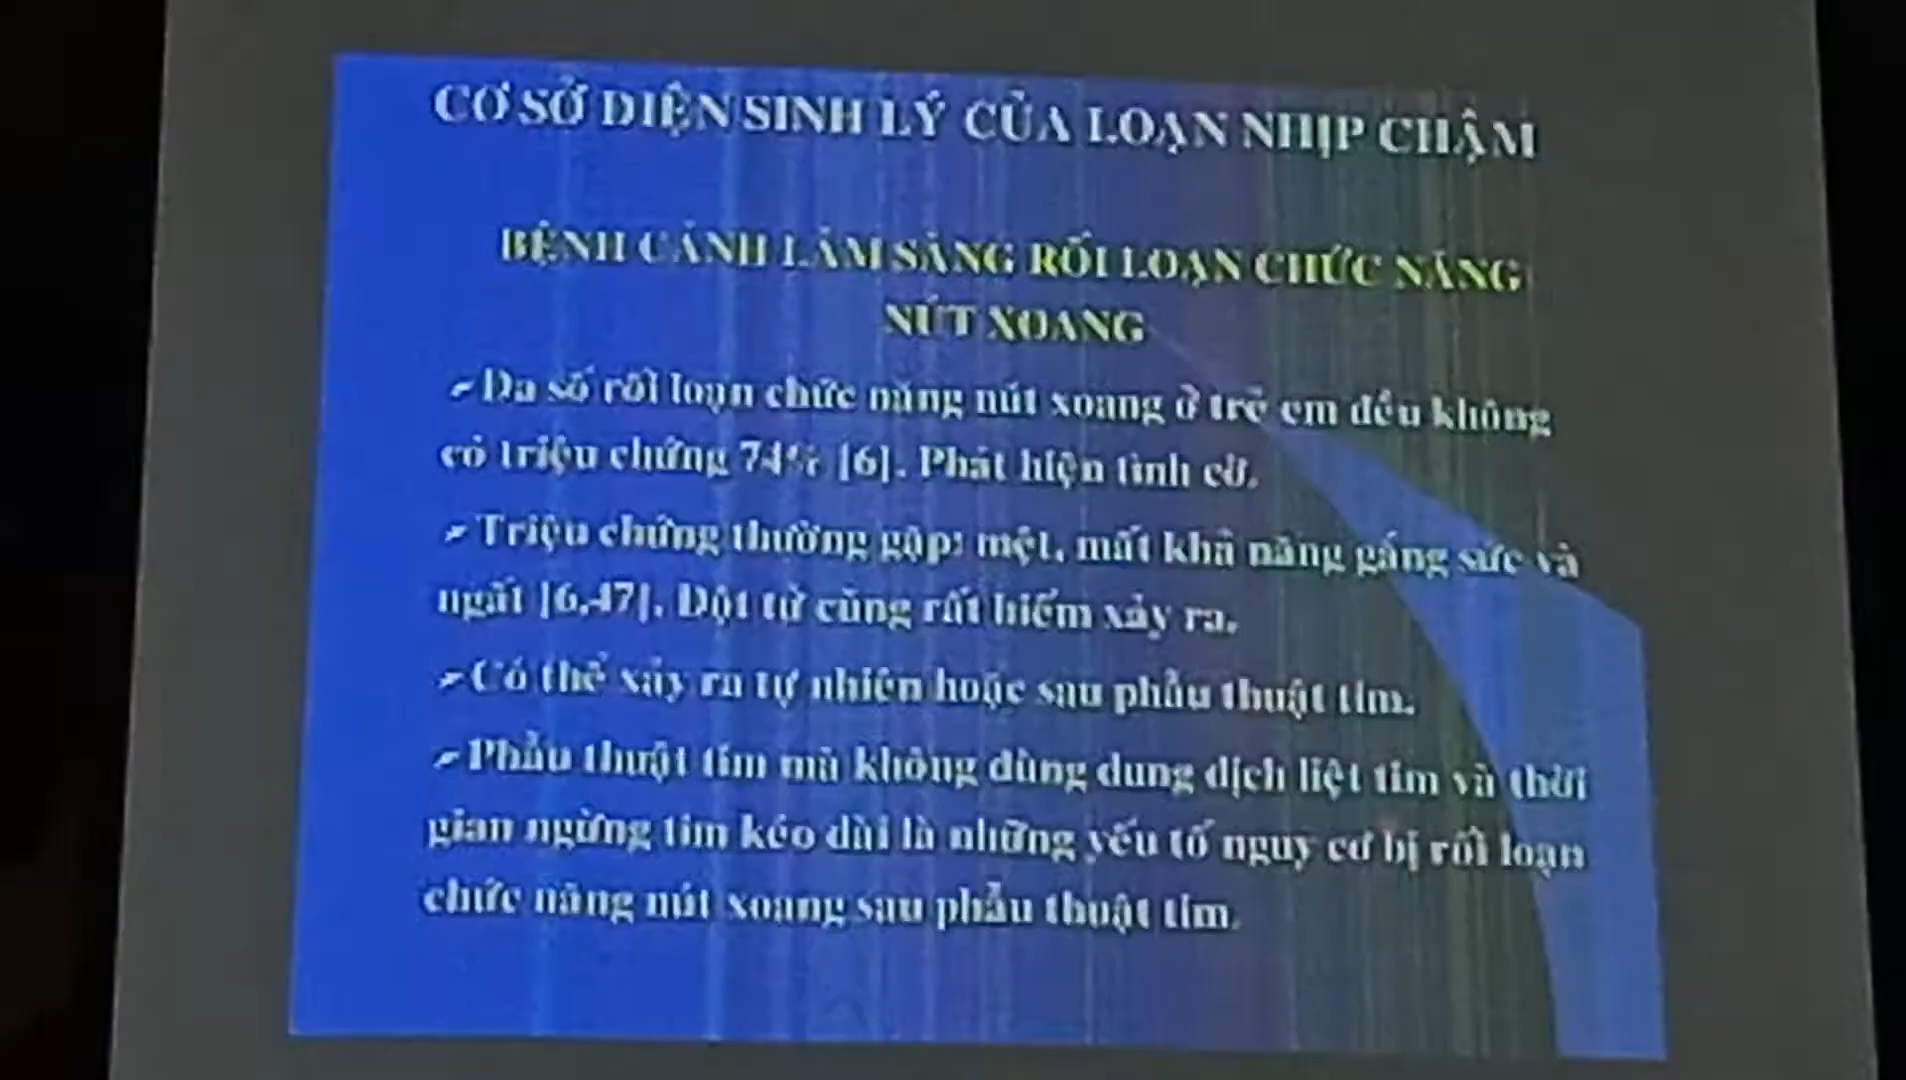 CƠ SỞ ĐIỆN SINH LÝ CỦA LOẠN NHỊP CHẬM
BỆNH CẢNH LÂM SÀNG RỐI LOẠN CHỨC NĂNG
NÚT XOANG
Đa số rối loạn chức năng nút xoang ở trẻ em đều không
có triệu chứng 74% [6]. Phát hiện tình cờ.
Triệu chứng thường gặp: mệt, mất khả năng gắng sức và
ngất [6,47]. Đột tử cũng rất hiếm xảy ra.
Có thể xảy ra tự nhiên hoặc sau phẫu thuật tim.
Phẫu thuật tim mà không dùng dung dịch liệt tim và thời
gian ngừng tim kéo dài là những yếu tố nguy cơ bị rối loạn
chức năng nút xoang sau phẫu thuật tim.